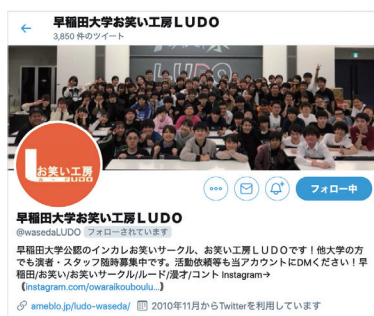 早稲田大学お笑い工房ＬＵＤＯ
3,850 件のツイート
LUDO
お笑い工房
LUDO
フォロー中
早稲田大学お笑い工房ＬＵＤＯ
@wasedaLUDO フォローされています
早稲田大学公認のインカレお笑いサークル、お笑い工房ＬＵＤＯです！他大学の方
でも演者・スタッフ随時募集中です。活動依頼等も当アカウントにDMください！早
稲田/お笑い/お笑いサークル/ルード/漫才/コント Instagram→
《instagram.com/owaraikouboulu...》
ameblo.jp/ludo-waseda/ 2010年11月からTwitterを利用しています